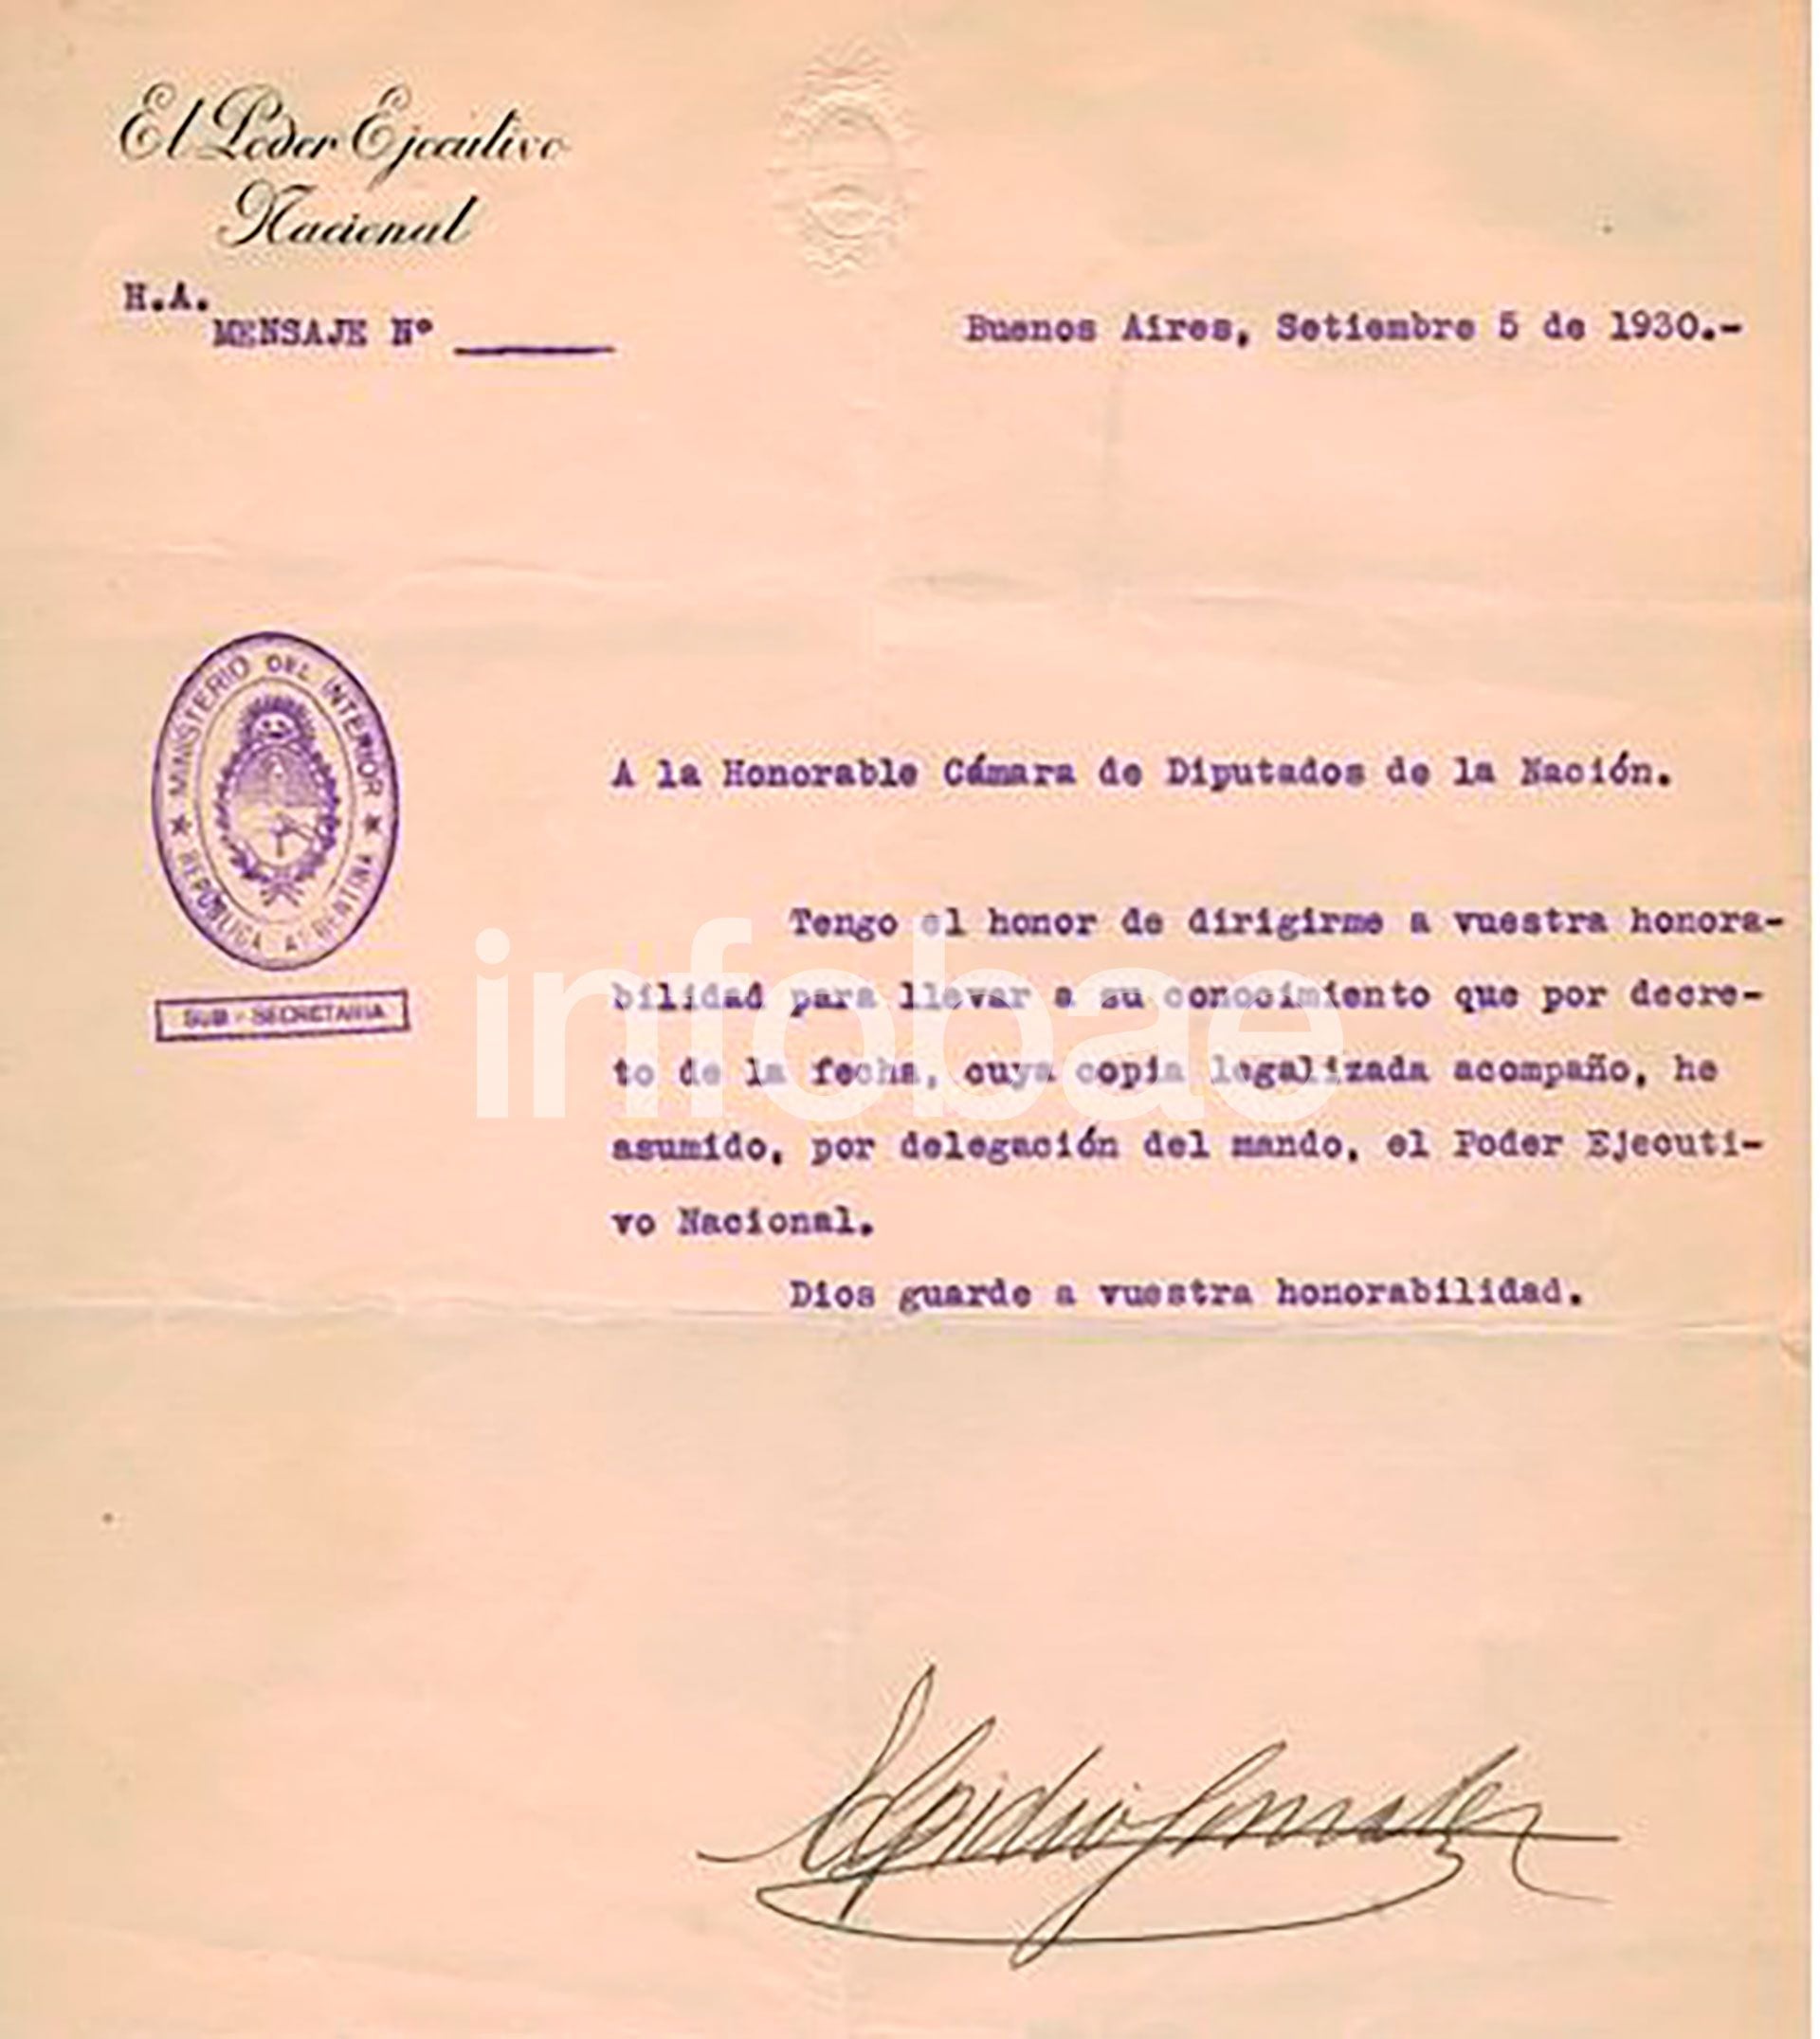 El Poder Ejecutivo
Nacional
H.A.
MENSAJE Nº
Buenos Aires, Setiembre 5 de 1930.-
MINISTERIO DEL INTERIOR
REPÚBLICA ARGENTINA
SUB - SECRETARIA
A la Honorable Cámara de Diputados de la Nación.
Tengo el honor de dirigirme a vuestra honora-
bilidad para llevar a su conocimiento que por decre-
to de la fecha, cuya copia legalizada acompaño, he
asumido, por delegación del mando, el Poder Ejecuti-
vo Nacional.
Dios guarde a vuestra honorabilidad.
infobae
Elpidio Gonzalez